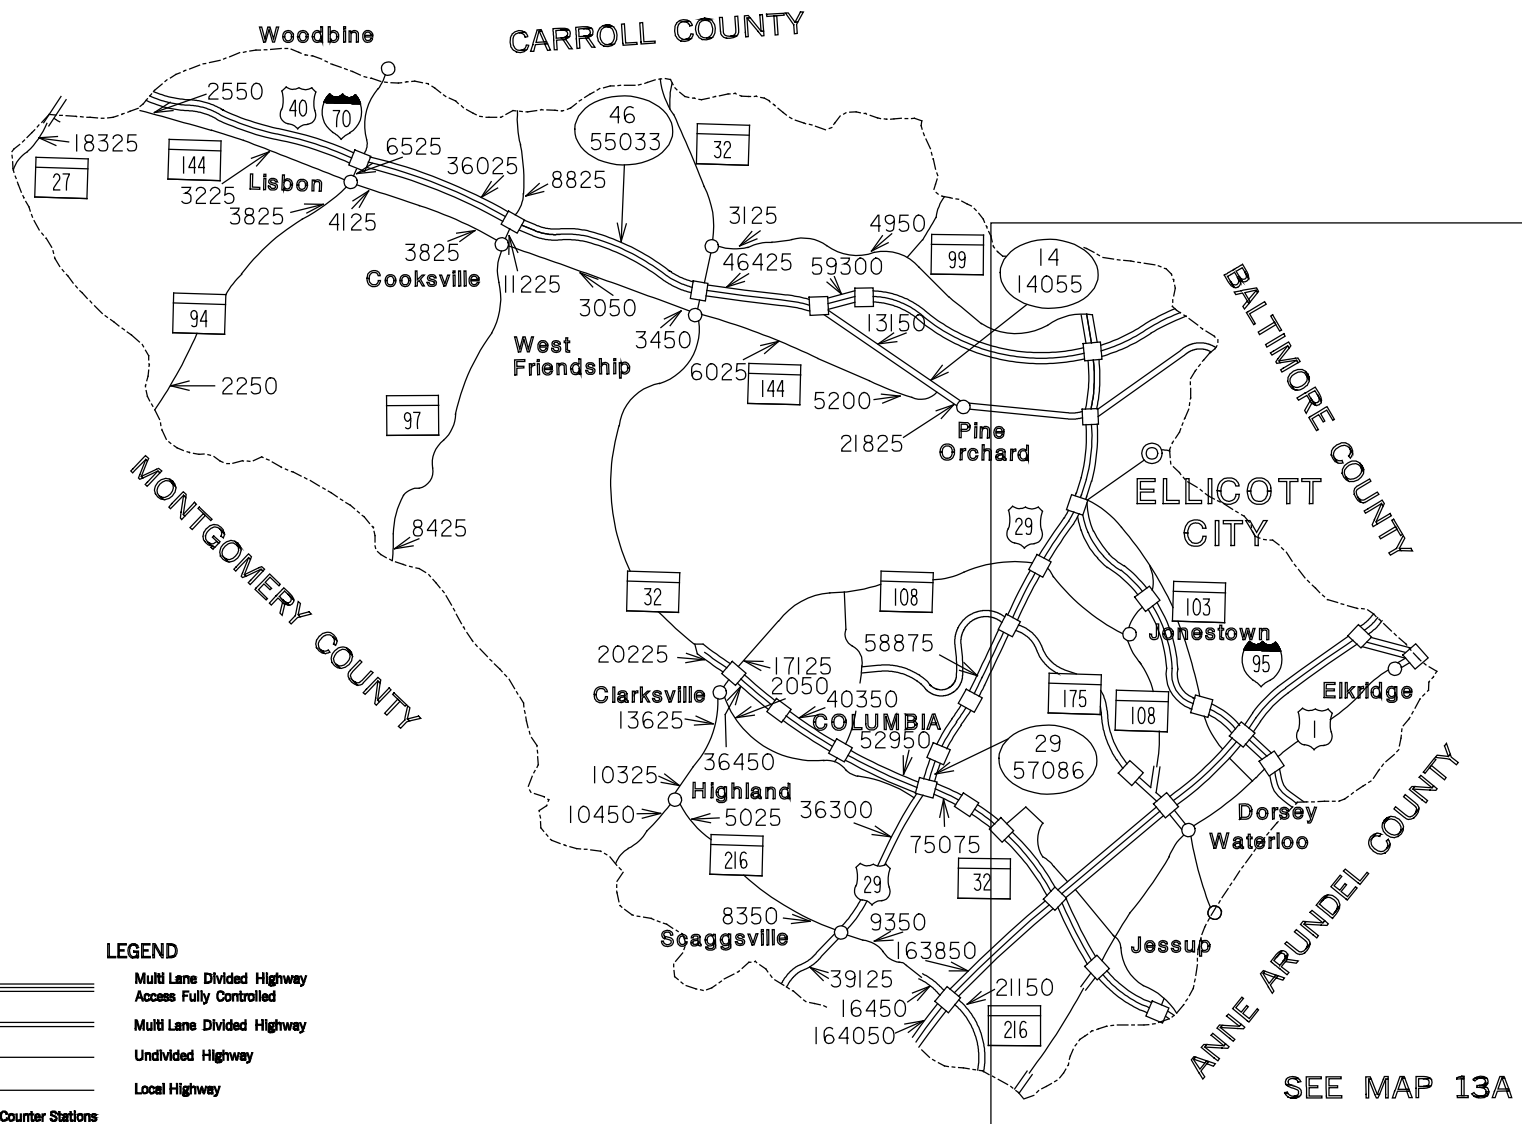 Woodbine
CARROLL COUNTY
2550
40
70
46
55033
18325
144
27
3225
Lisbon
6525
36025
8825
32
3825
4125
3125
4950
3825
Cooksville
11225
46425
59300
99
14
14055
3050
94
3450
13150
West
Friendship
6025
144
5200
2250
97
21825
Pine
Orchard
BALTIMORE COUNTY
MONTGOMERY COUNTY
8425
ELLICOTT
CITY
29
32
108
103
58875
Jonestown
95
20225
17125
2050
Clarksville
40350
13625
COLUMBIA
175
108
Elkridge
1
52950
36450
29
57086
10325
Highland
10450
5025
36300
75075
Dorsey
Waterloo
216
29
32
8350
9350
Scaggsville
163850
Jessup
39125
16450
21150
164050
216
ANNE ARUNDEL COUNTY
SEE MAP 13A
LEGEND
Multi Lane Divided Highway
Access Fully Controlled
Multi Lane Divided Highway
Undivided Highway
Local Highway
Counter Stations